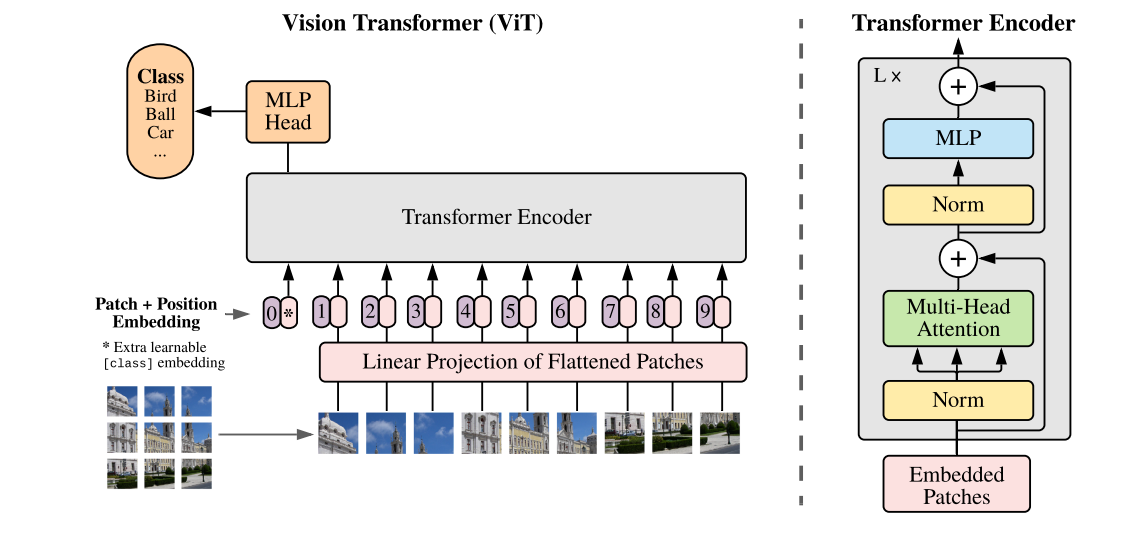 Vision Transformer (ViT)
Class
Bird
Ball
Car
...
MLP
Head
Transformer Encoder
Patch + Position
Embedding
0 * 1 2 3 4 5 6 7 8 9
* Extra learnable
[class] embedding
Linear Projection of Flattened Patches
Transformer Encoder
L x
+
MLP
Norm
+
Multi-Head
Attention
Norm
Embedded
Patches